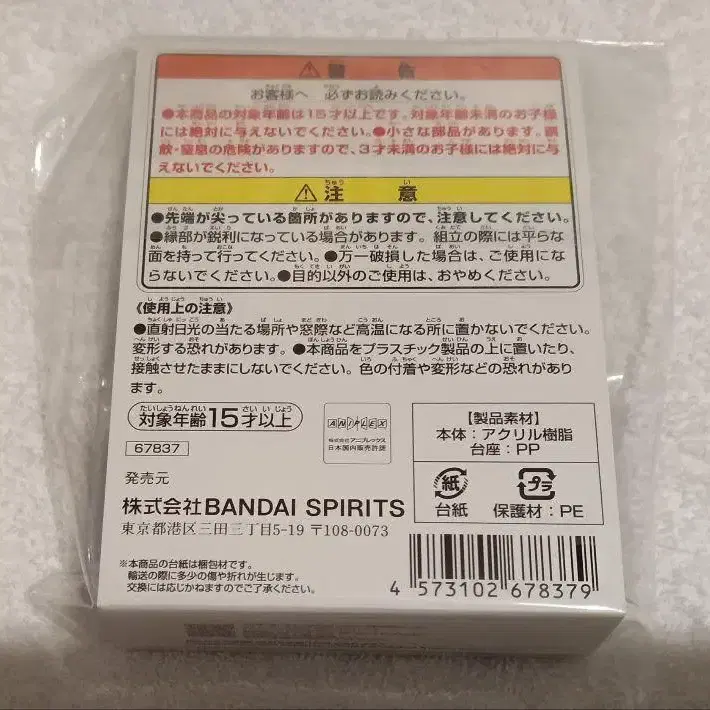 ⚠警告
お客様へ 必ずお読みください。
●本商品の対象年齢は15才以上です。対象年齢未満のお子様
には絶対に与えないでください。●小さな部品があります。誤
飲・窒息の危険がありますので、3才未満のお子様には絶対に与
えないでください。
⚠注意
●先端が尖っている箇所がありますので、注意してください。
●縁部が鋭利になっている場合があります。組立の際には平らな
面を持って行ってください。●万一破損した場合は、ご使用になら
ないでください。●目的以外のご使用は、おやめください。
《使用上の注意》
●直射日光の当たる場所や窓際など高温になる所に置かないでください。
変形する恐れがあります。●本商品をプラスチック製品の上に置いたり、
接触させたままにしないでください。色の付着や変形などの恐れがあり
ます。
対象年齢15才以上
67837
ANIPLEX
株式会社アニプレックス
日本国内販売許諾
【製品素材】
本体：アクリル樹脂
台座：PP
紙
台紙
プラ
保護材：PE
発売元
株式会社BANDAI SPIRITS
東京都港区三田三丁目5-19 〒108-0073
※本商品の台紙は梱包材です。
輸送の際に多少の傷や折れが生じます。
交換には応じかねますのでご了承ください。
4 573102 678379